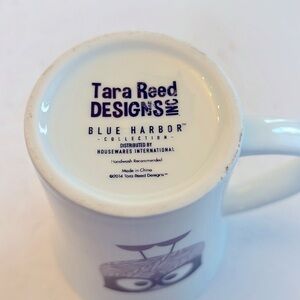 Tara Reed
DESIGNS INC.
BLUE HARBOR™
- COLLECTION -
DISTRIBUTED BY
HOUSEWARES INTERNATIONAL
Handwash Recommended
Made in China
©2014 Tara Reed Designs™